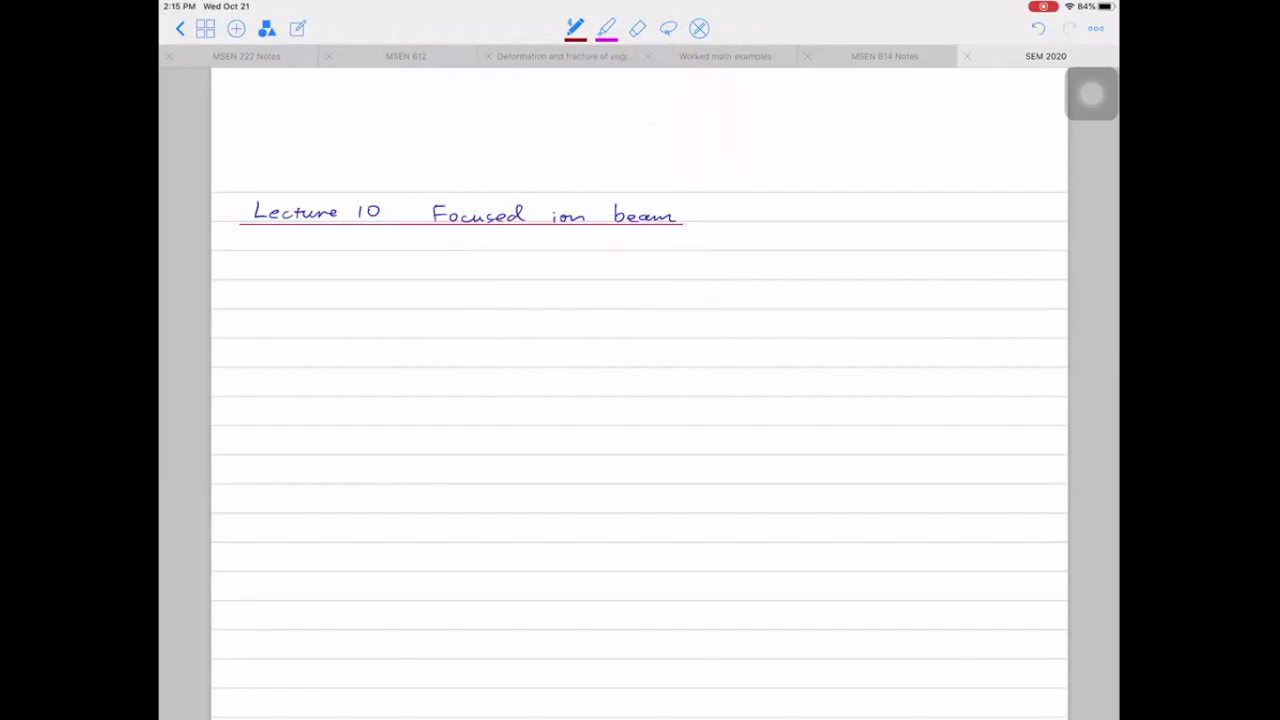 2:15 PM Wed Oct 21 84%
MSEN 222 Notes MSEN 612 Deformation and fracture of engi... Worked math examples MSEN 614 Notes SEM 2020
Lecture 10 Focused ion beam